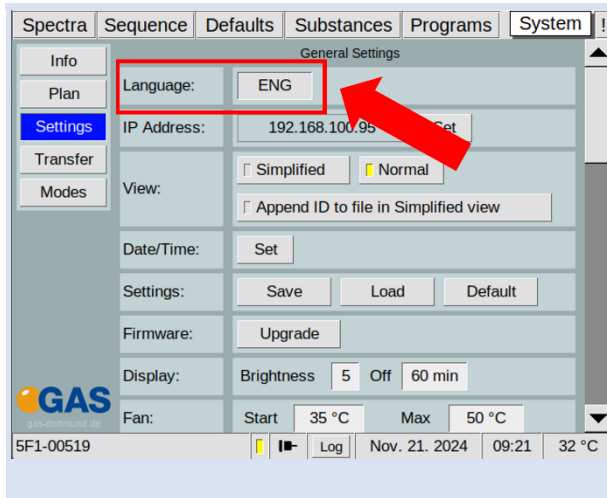 Spectra Sequence Defaults Substances Programs System !
Info
Plan
Settings
Transfer
Modes
General Settings
Language: ENG
IP Address: 192.168.100.95
View: Simplified Normal
Append ID to file in Simplified view
Date/Time: Set
Settings: Save Load Default
Firmware: Upgrade
Display: Brightness 5 Off 60 min
Fan: Start 35 °C Max 50 °C
GAS
gas-dortmund.de
5F1-00519 Log Nov. 21. 2024 09:21 32 °C